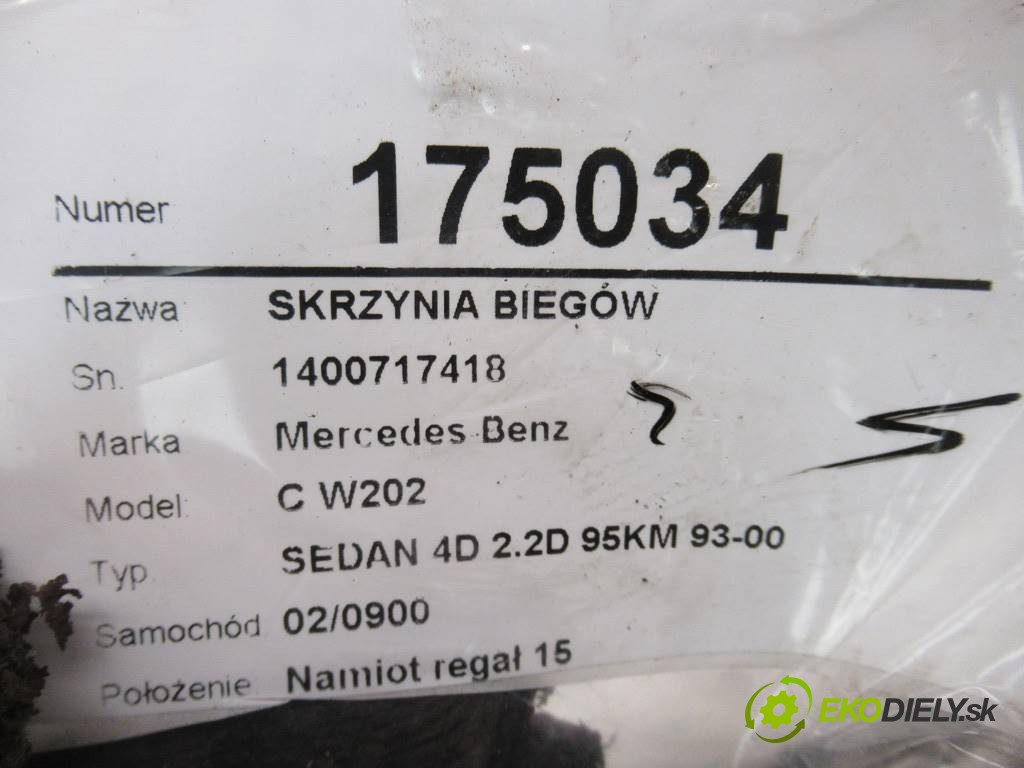 Numer 175034
Nazwa SKRZYNIA BIEGÓW
Sn. 1400717418
Marka Mercedes Benz
Model: C W202
Typ. SEDAN 4D 2.2D 95KM 93-00
Samochód 02/0900
Położenie Namiot regał 15
EKODIELY.sk